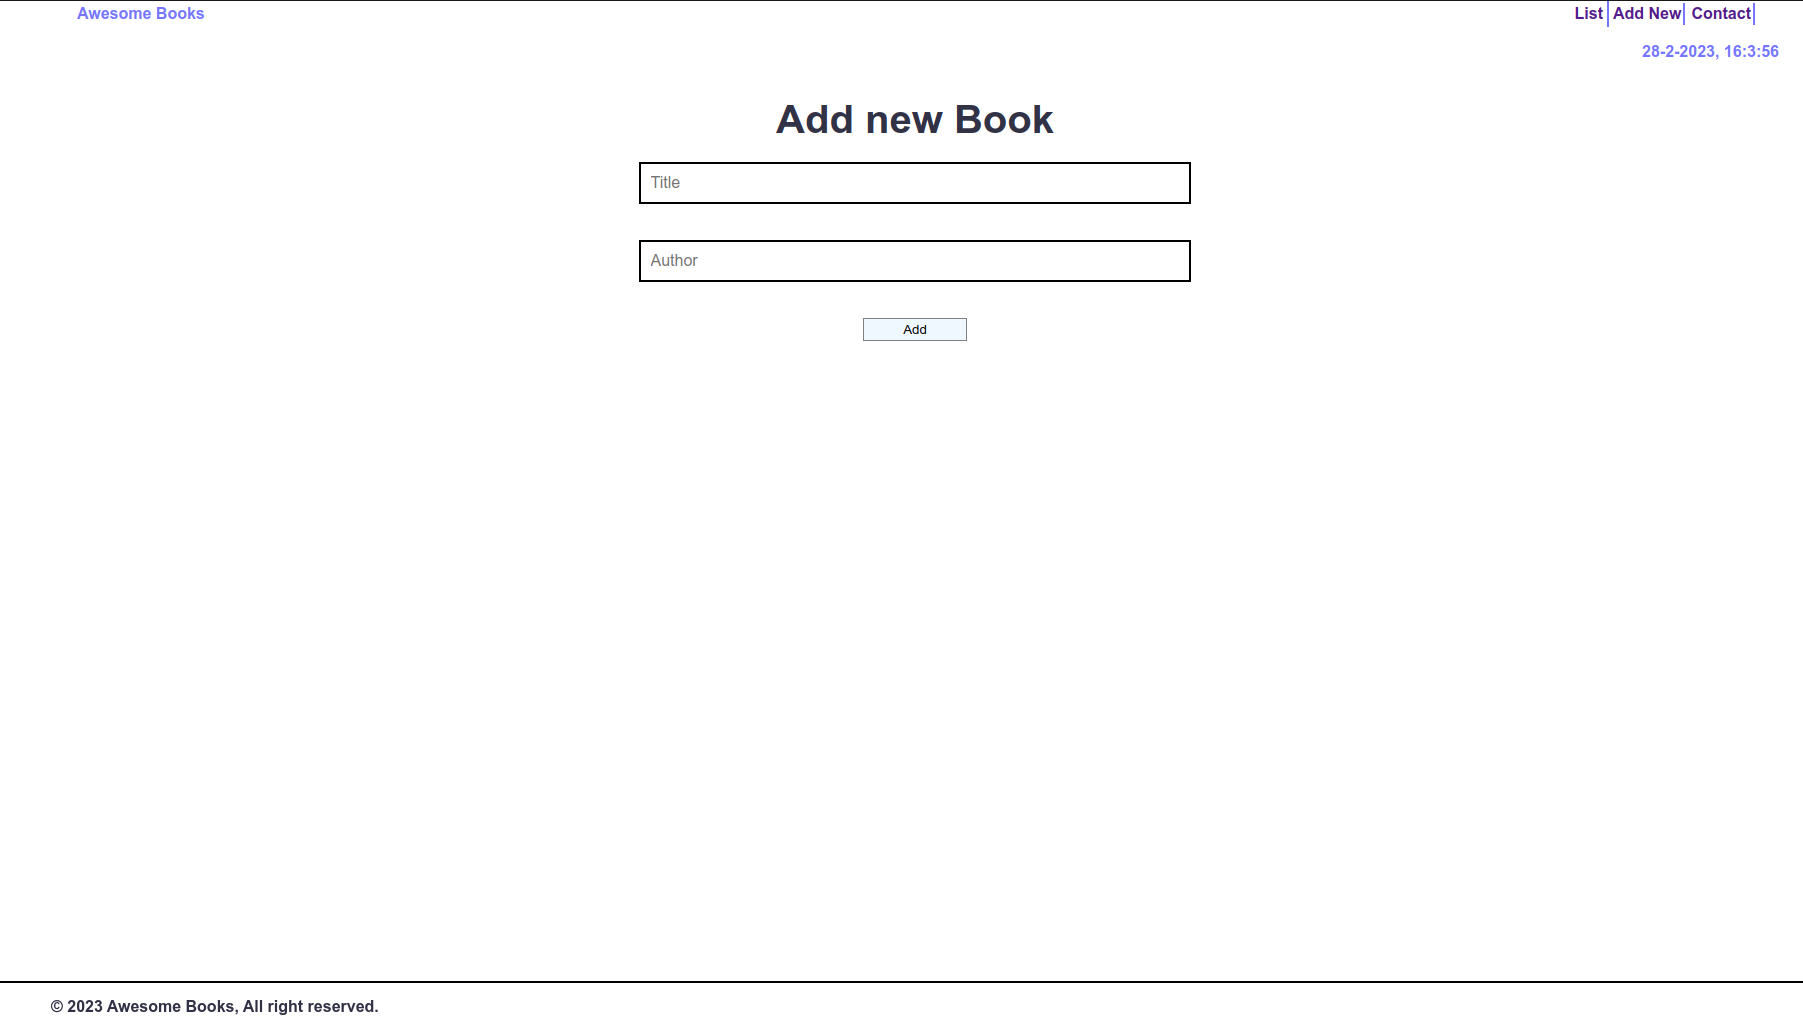 Awesome Books
List Add New Contact
28-2-2023, 16:3:56
Add new Book
Title
Author
Add
© 2023 Awesome Books, All right reserved.